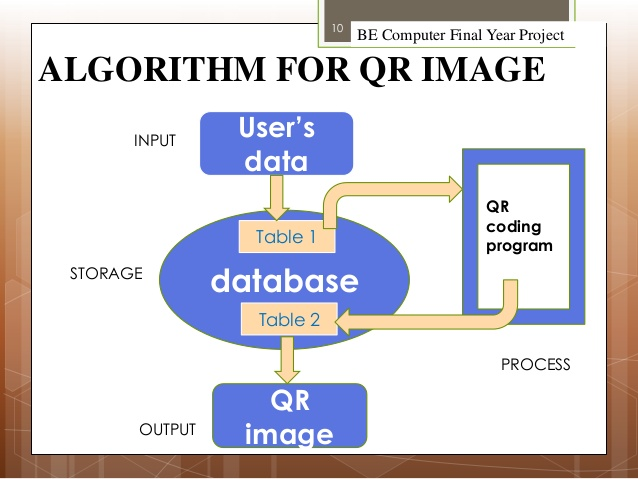 10
BE Computer Final Year Project
ALGORITHM FOR QR IMAGE
INPUT
User’s
data
QR
coding
program
Table 1
STORAGE
database
Table 2
PROCESS
OUTPUT
QR
image